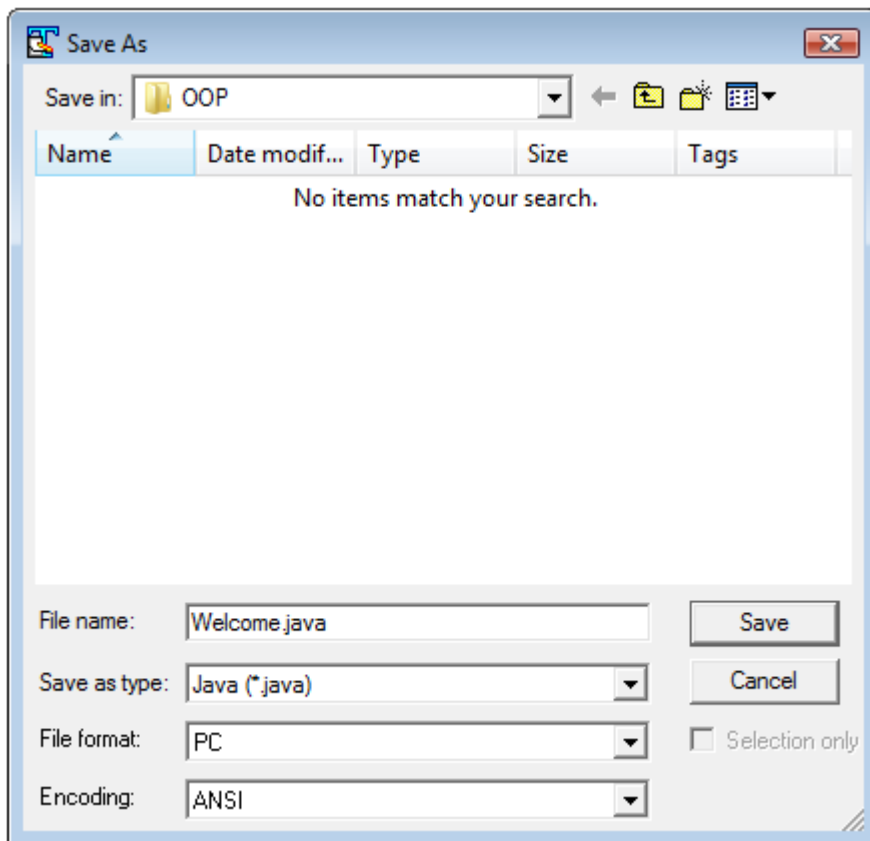 Save As
Save in: OOP
Name Date modif... Type Size Tags
No items match your search.
File name: Welcome.java Save
Save as type: Java (*.java) Cancel
File format: PC Selection only
Encoding: ANSI